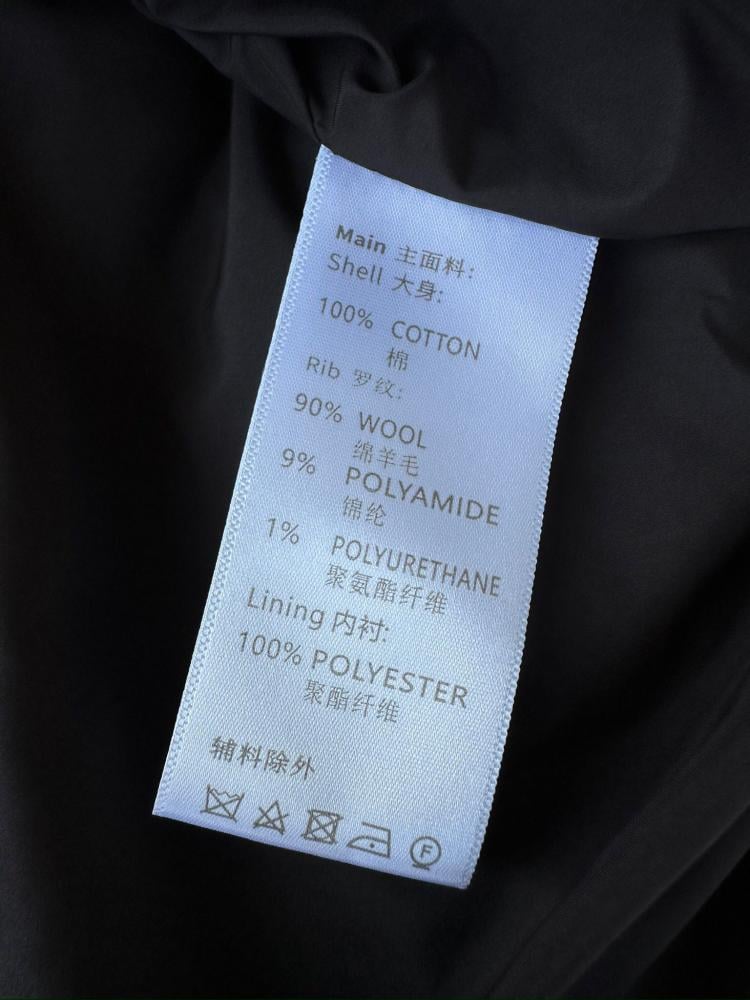 Main 主面料:
Shell 大身:
100% COTTON
棉
Rib 罗纹:
90% WOOL
绵羊毛
9% POLYAMIDE
锦纶
1% POLYURETHANE
聚氨酯纤维
Lining 内衬:
100% POLYESTER
聚酯纤维
辅料除外
F